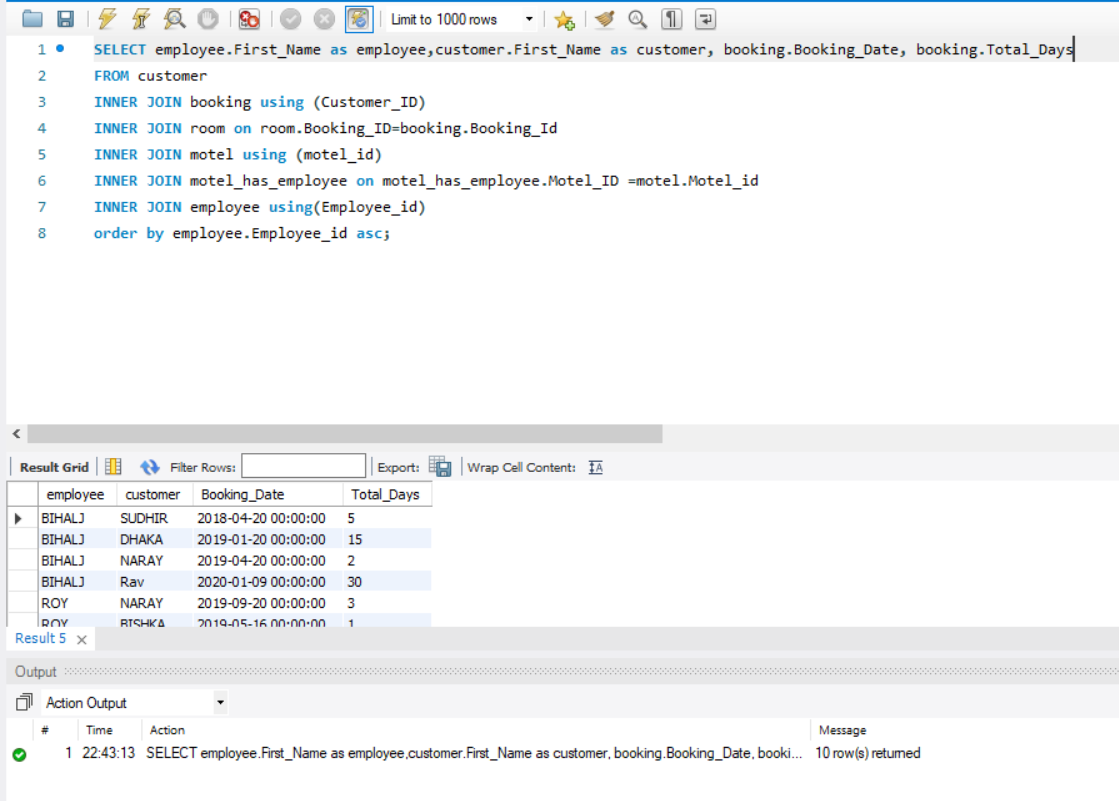 Limit to 1000 rows
1 SELECT employee.First_Name as employee,customer.First_Name as customer, booking.Booking_Date, booking.Total_Days
2 FROM customer
3 INNER JOIN booking using (Customer_ID)
4 INNER JOIN room on room.Booking_ID=booking.Booking_Id
5 INNER JOIN motel using (motel_id)
6 INNER JOIN motel_has_employee on motel_has_employee.Motel_ID =motel.Motel_id
7 INNER JOIN employee using(Employee_id)
8 order by employee.Employee_id asc;
Result Grid Filter Rows: Export: Wrap Cell Content: IA
employee customer Booking_Date Total_Days
BIHALJ SUDHIR 2018-04-20 00:00:00 5
BIHALJ DHAKA 2019-01-20 00:00:00 15
BIHALJ NARAY 2019-04-20 00:00:00 2
BIHALJ Rav 2020-01-09 00:00:00 30
ROY NARAY 2019-09-20 00:00:00 3
ROY BISHKA 2019-05-16 00:00:00 1
Result 5
Output
Action Output
# Time Action Message
1 22:43:13 SELECT employee.First_Name as employee,customer.First_Name as customer, booking.Booking_Date, booki... 10 row(s) returned